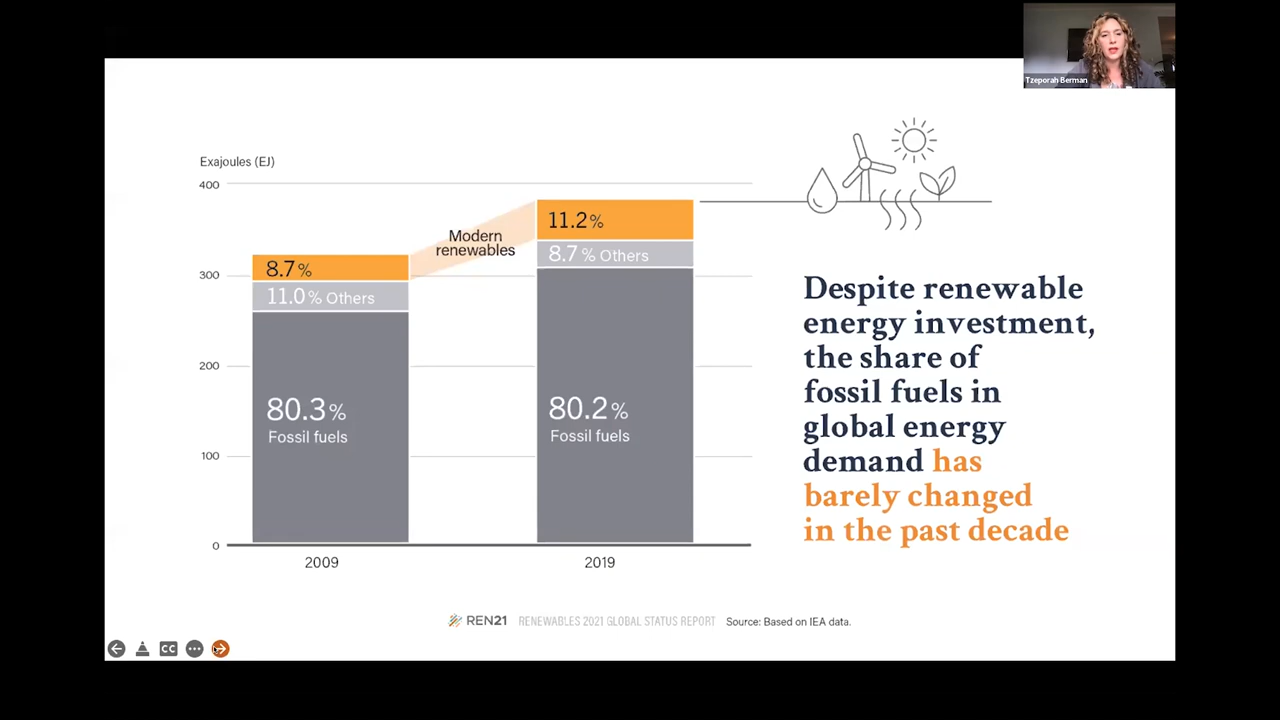 Tzeporah Berman
Exajoules (EJ)
400
300
200
100
0
8.7%
11.0% Others
80.3%
Fossil fuels
2009
Modern
renewables
11.2%
8.7% Others
80.2%
Fossil fuels
2019
Despite renewable
energy investment,
the share of
fossil fuels in
global energy
demand has
barely changed
in the past decade
REN21 RENEWABLES 2021 GLOBAL STATUS REPORT Source: Based on IEA data.
CC